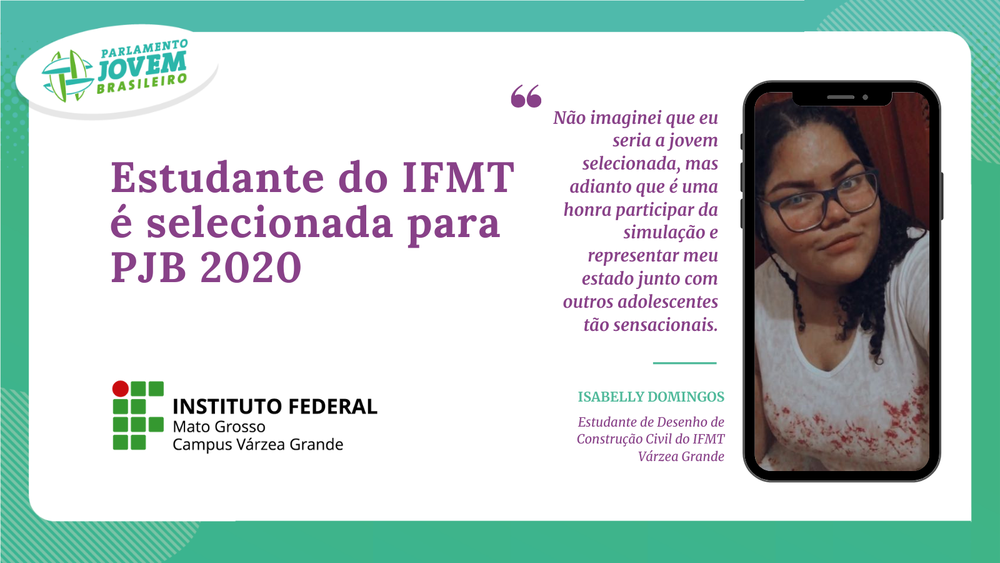 PARLAMENTO
JOVEM
BRASILEIRO
Estudante do IFMT
é selecionada para
PJB 2020
INSTITUTO FEDERAL
Mato Grosso
Campus Várzea Grande
“
Não imaginei que eu
seria a jovem
selecionada, mas
adianto que é uma
honra participar da
simulação e
representar meu
estado junto com
outros adolescentes
tão sensacionais.
ISABELLY DOMINGOS
Estudante de Desenho de
Construção Civil do IFMT
Várzea Grande